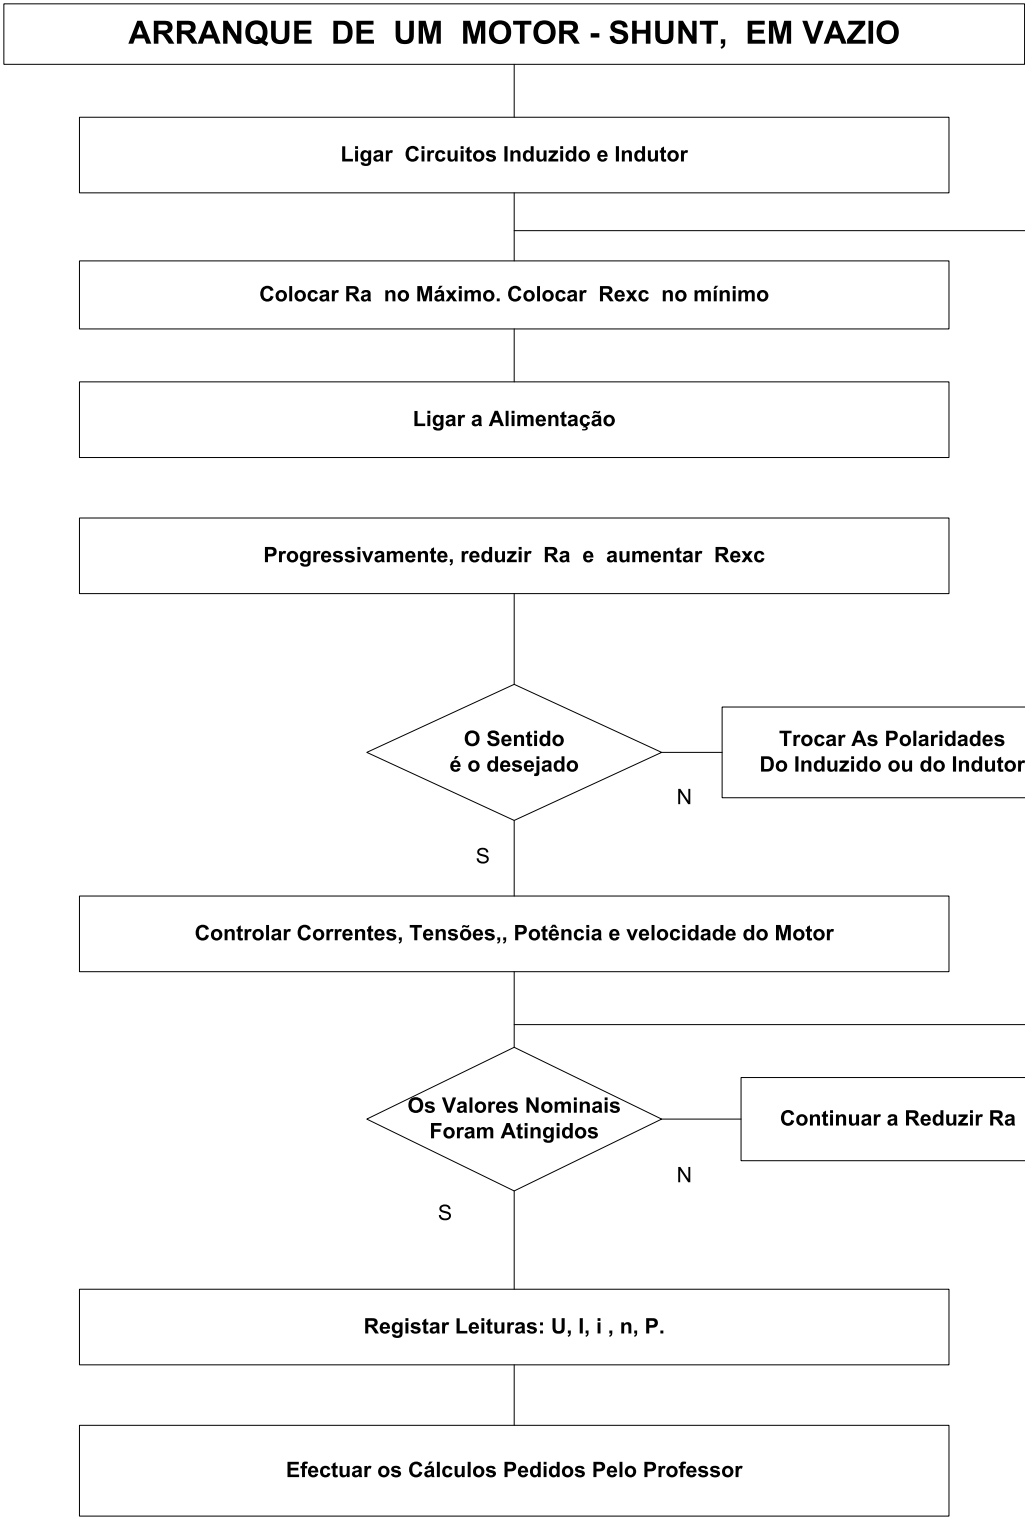 ARRANQUE DE UM MOTOR - SHUNT, EM VAZIO
Ligar Circuitos Induzido e Indutor
Colocar Ra no Máximo. Colocar Rexc no mínimo
Ligar a Alimentação
Progressivamente, reduzir Ra e aumentar Rexc
O Sentido
é o desejado
Trocar As Polaridades
Do Induzido ou do Indutor
N
S
Controlar Correntes, Tensões,, Potência e velocidade do Motor
Os Valores Nominais
Foram Atingidos
Continuar a Reduzir Ra
N
S
Registar Leituras: U, I, i , n, P.
Efectuar os Cálculos Pedidos Pelo Professor